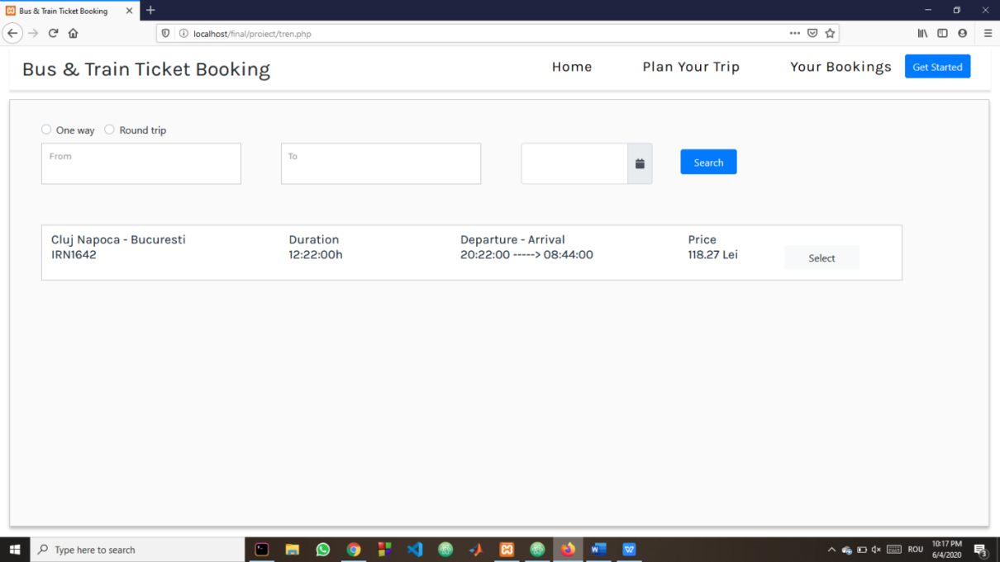 Bus & Train Ticket Booking
localhost/final/proiect/tren.php
Bus & Train Ticket Booking
Home
Plan Your Trip
Your Bookings
Get Started
One way
Round trip
From
To
Search
Cluj Napoca - Bucuresti
IRN1642
Duration
12:22:00h
Departure - Arrival
20:22:00 -----> 08:44:00
Price
118.27 Lei
Select
Type here to search
ROU
10:17 PM
6/4/2020
3